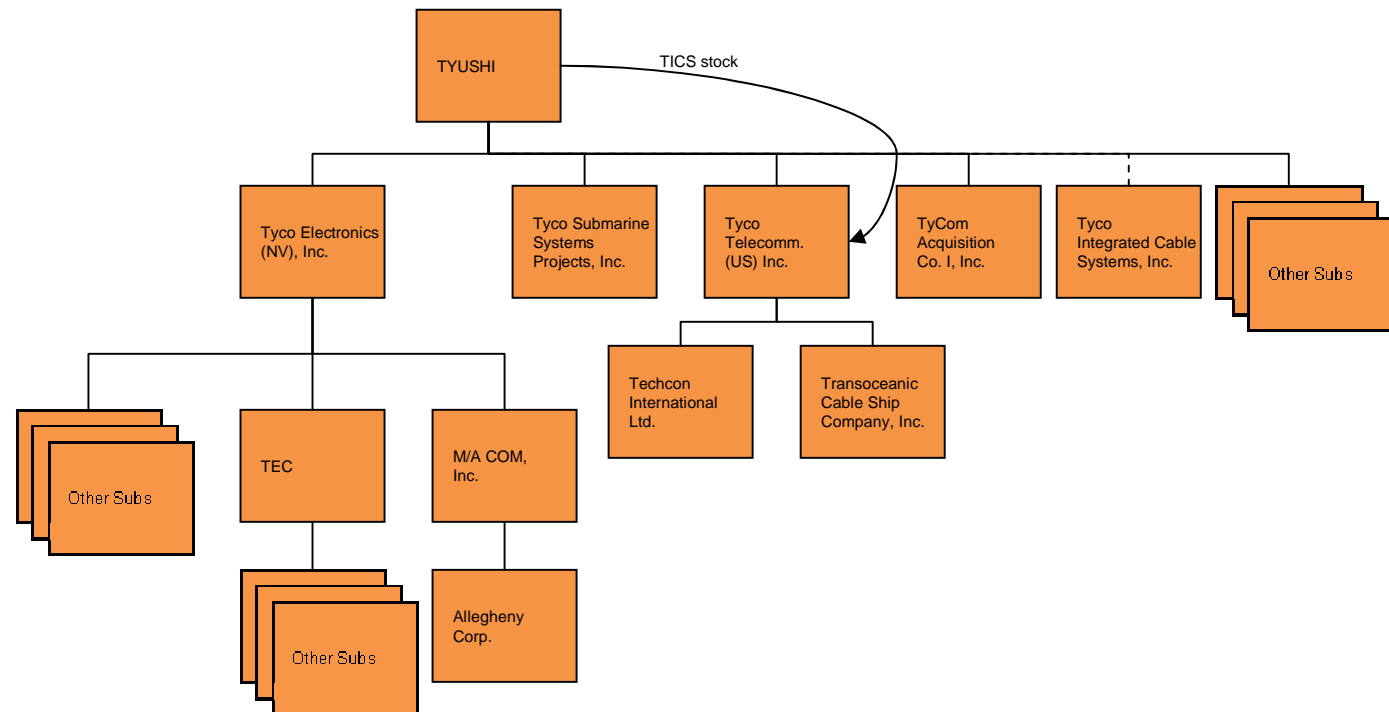 TYUSHI
TICS stock
Tyco Electronics
(NV), Inc.
Tyco Submarine
Systems
Projects, Inc.
Tyco
Telecomm.
(US) Inc.
TyCom
Acquisition
Co. I, Inc.
Tyco
Integrated Cable
Systems, Inc.
Other Subs
Techcon
International
Ltd.
Transoceanic
Cable Ship
Company, Inc.
Other Subs
TEC
M/A COM,
Inc.
Other Subs
Allegheny
Corp.